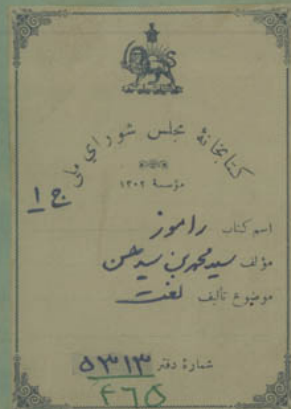 کتابخانهٔ مجلس شورای ملی
مؤسسهٔ ۱۳۰۲
ج ۱
اسم کتاب راموز
مؤلف سید محمد بن سید حسن
موضوع تألیف لغت
شمارهٔ دفتر ۵۳۱۳
۴۶۵